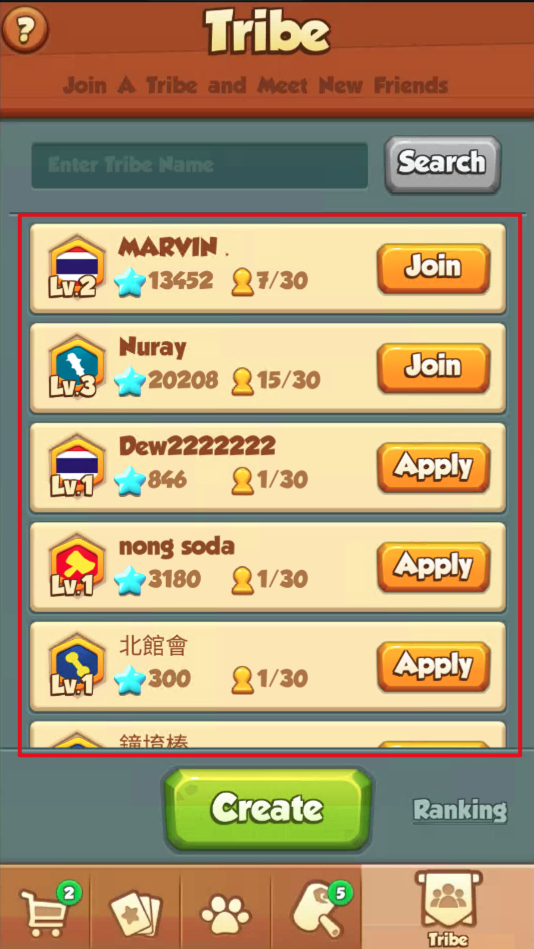 ?
Tribe
Join A Tribe and Meet New Friends
Enter Tribe Name
Search
MARVIN .
Lv.2
13452
7/30
Join
Nuray
Lv.3
20208
15/30
Join
Dew2222222
Lv.1
846
1/30
Apply
nong soda
Lv.1
3180
1/30
Apply
北館會
Lv.1
300
1/30
Apply
Create
Ranking
2
5
Tribe